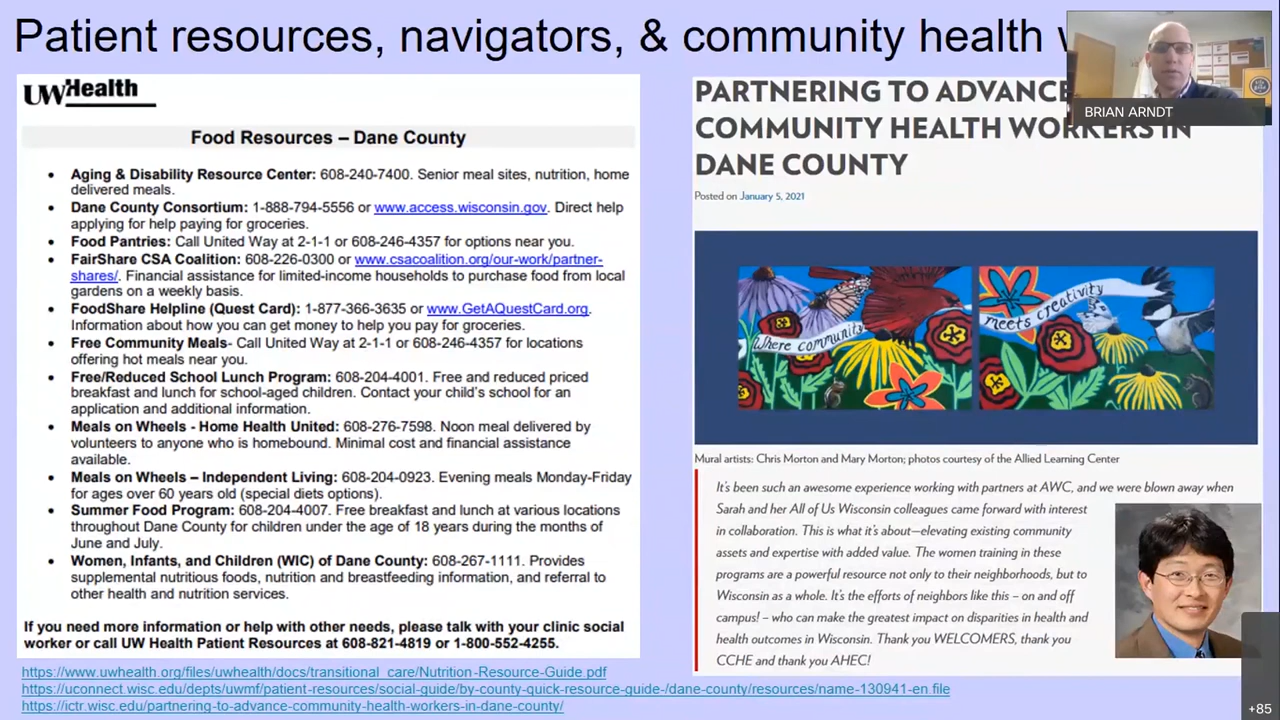 Patient resources, navigators, & community health
BRIAN ARNDT
UWHealth
Food Resources – Dane County
• Aging & Disability Resource Center: 608-240-7400. Senior meal sites, nutrition, home
delivered meals.
• Dane County Consortium: 1-888-794-5556 or www.access.wisconsin.gov. Direct help
applying for help paying for groceries.
• Food Pantries: Call United Way at 2-1-1 or 608-246-4357 for options near you.
• FairShare CSA Coalition: 608-226-0300 or www.csacoalition.org/our-work/partner-
shares/. Financial assistance for limited-income households to purchase food from local
gardens on a weekly basis.
• FoodShare Helpline (Quest Card): 1-877-366-3635 or www.GetAQuestCard.org.
Information about how you can get money to help you pay for groceries.
• Free Community Meals- Call United Way at 2-1-1 or 608-246-4357 for locations
offering hot meals near you.
• Free/Reduced School Lunch Program: 608-204-4001. Free and reduced priced
breakfast and lunch for school-aged children. Contact your child's school for an
application and additional information.
• Meals on Wheels - Home Health United: 608-276-7598. Noon meal delivered by
volunteers to anyone who is homebound. Minimal cost and financial assistance
available.
• Meals on Wheels – Independent Living: 608-204-0923. Evening meals Monday-Friday
for ages over 60 years old (special diets options).
• Summer Food Program: 608-204-4007. Free breakfast and lunch at various locations
throughout Dane County for children under the age of 18 years during the months of
June and July.
• Women, Infants, and Children (WIC) of Dane County: 608-267-1111. Provides
supplemental nutritious foods, nutrition and breastfeeding information, and referral to
other health and nutrition services.
If you need more information or help with other needs, please talk with your clinic social
worker or call UW Health Patient Resources at 608-821-4819 or 1-800-552-4255.
PARTNERING TO ADVANCE
COMMUNITY HEALTH WORKERS IN
DANE COUNTY
Posted on January 5, 2021
Where community
meets creativity
Mural artists: Chris Morton and Mary Morton; photos courtesy of the Allied Learning Center
It's been such an awesome experience working with partners at AWC, and we were blown away when
Sarah and her All of Us Wisconsin colleagues came forward with interest
in collaboration. This is what it's about—elevating existing community
assets and expertise with added value. The women training in these
programs are a powerful resource not only to their neighborhoods, but to
Wisconsin as a whole. It's the efforts of neighbors like this – on and off
campus! – who can make the greatest impact on disparities in health and
health outcomes in Wisconsin. Thank you WELCOMERS, thank you
CCHE and thank you AHEC!
https://www.uwhealth.org/files/uwhealth/docs/transitional_care/Nutrition-Resource-Guide.pdf
https://uconnect.wisc.edu/depts/uwmf/patient-resources/social-guide/by-county-quick-resource-guide-/dane-county/resources/name-130941-en.file
https://ictr.wisc.edu/partnering-to-advance-community-health-workers-in-dane-county/
+85